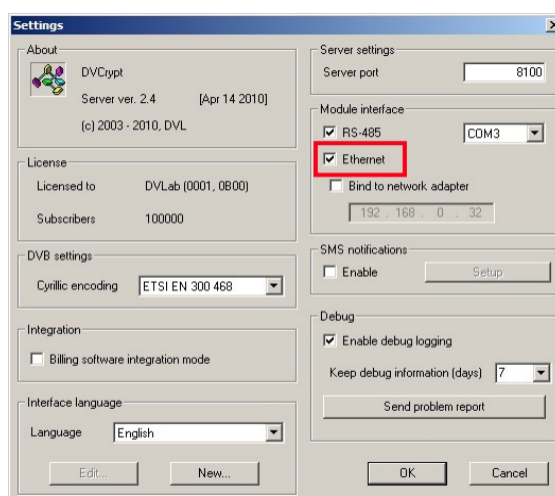 Settings
About
DVCrypt
Server ver. 2.4 [Apr 14 2010]
(c) 2003 - 2010, DVL
License
Licensed to DVLab (0001, 0B00)
Subscribers 100000
DVB settings
Cyrillic encoding ETSI EN 300 468
Integration
Billing software integration mode
Interface language
Language English
Edit... New...
Server settings
Server port 8100
Module interface
RS-485 COM3
Ethernet
Bind to network adapter
192 . 168 . 0 . 32
SMS notifications
Enable Setup
Debug
Enable debug logging
Keep debug information (days) 7
Send problem report
OK Cancel